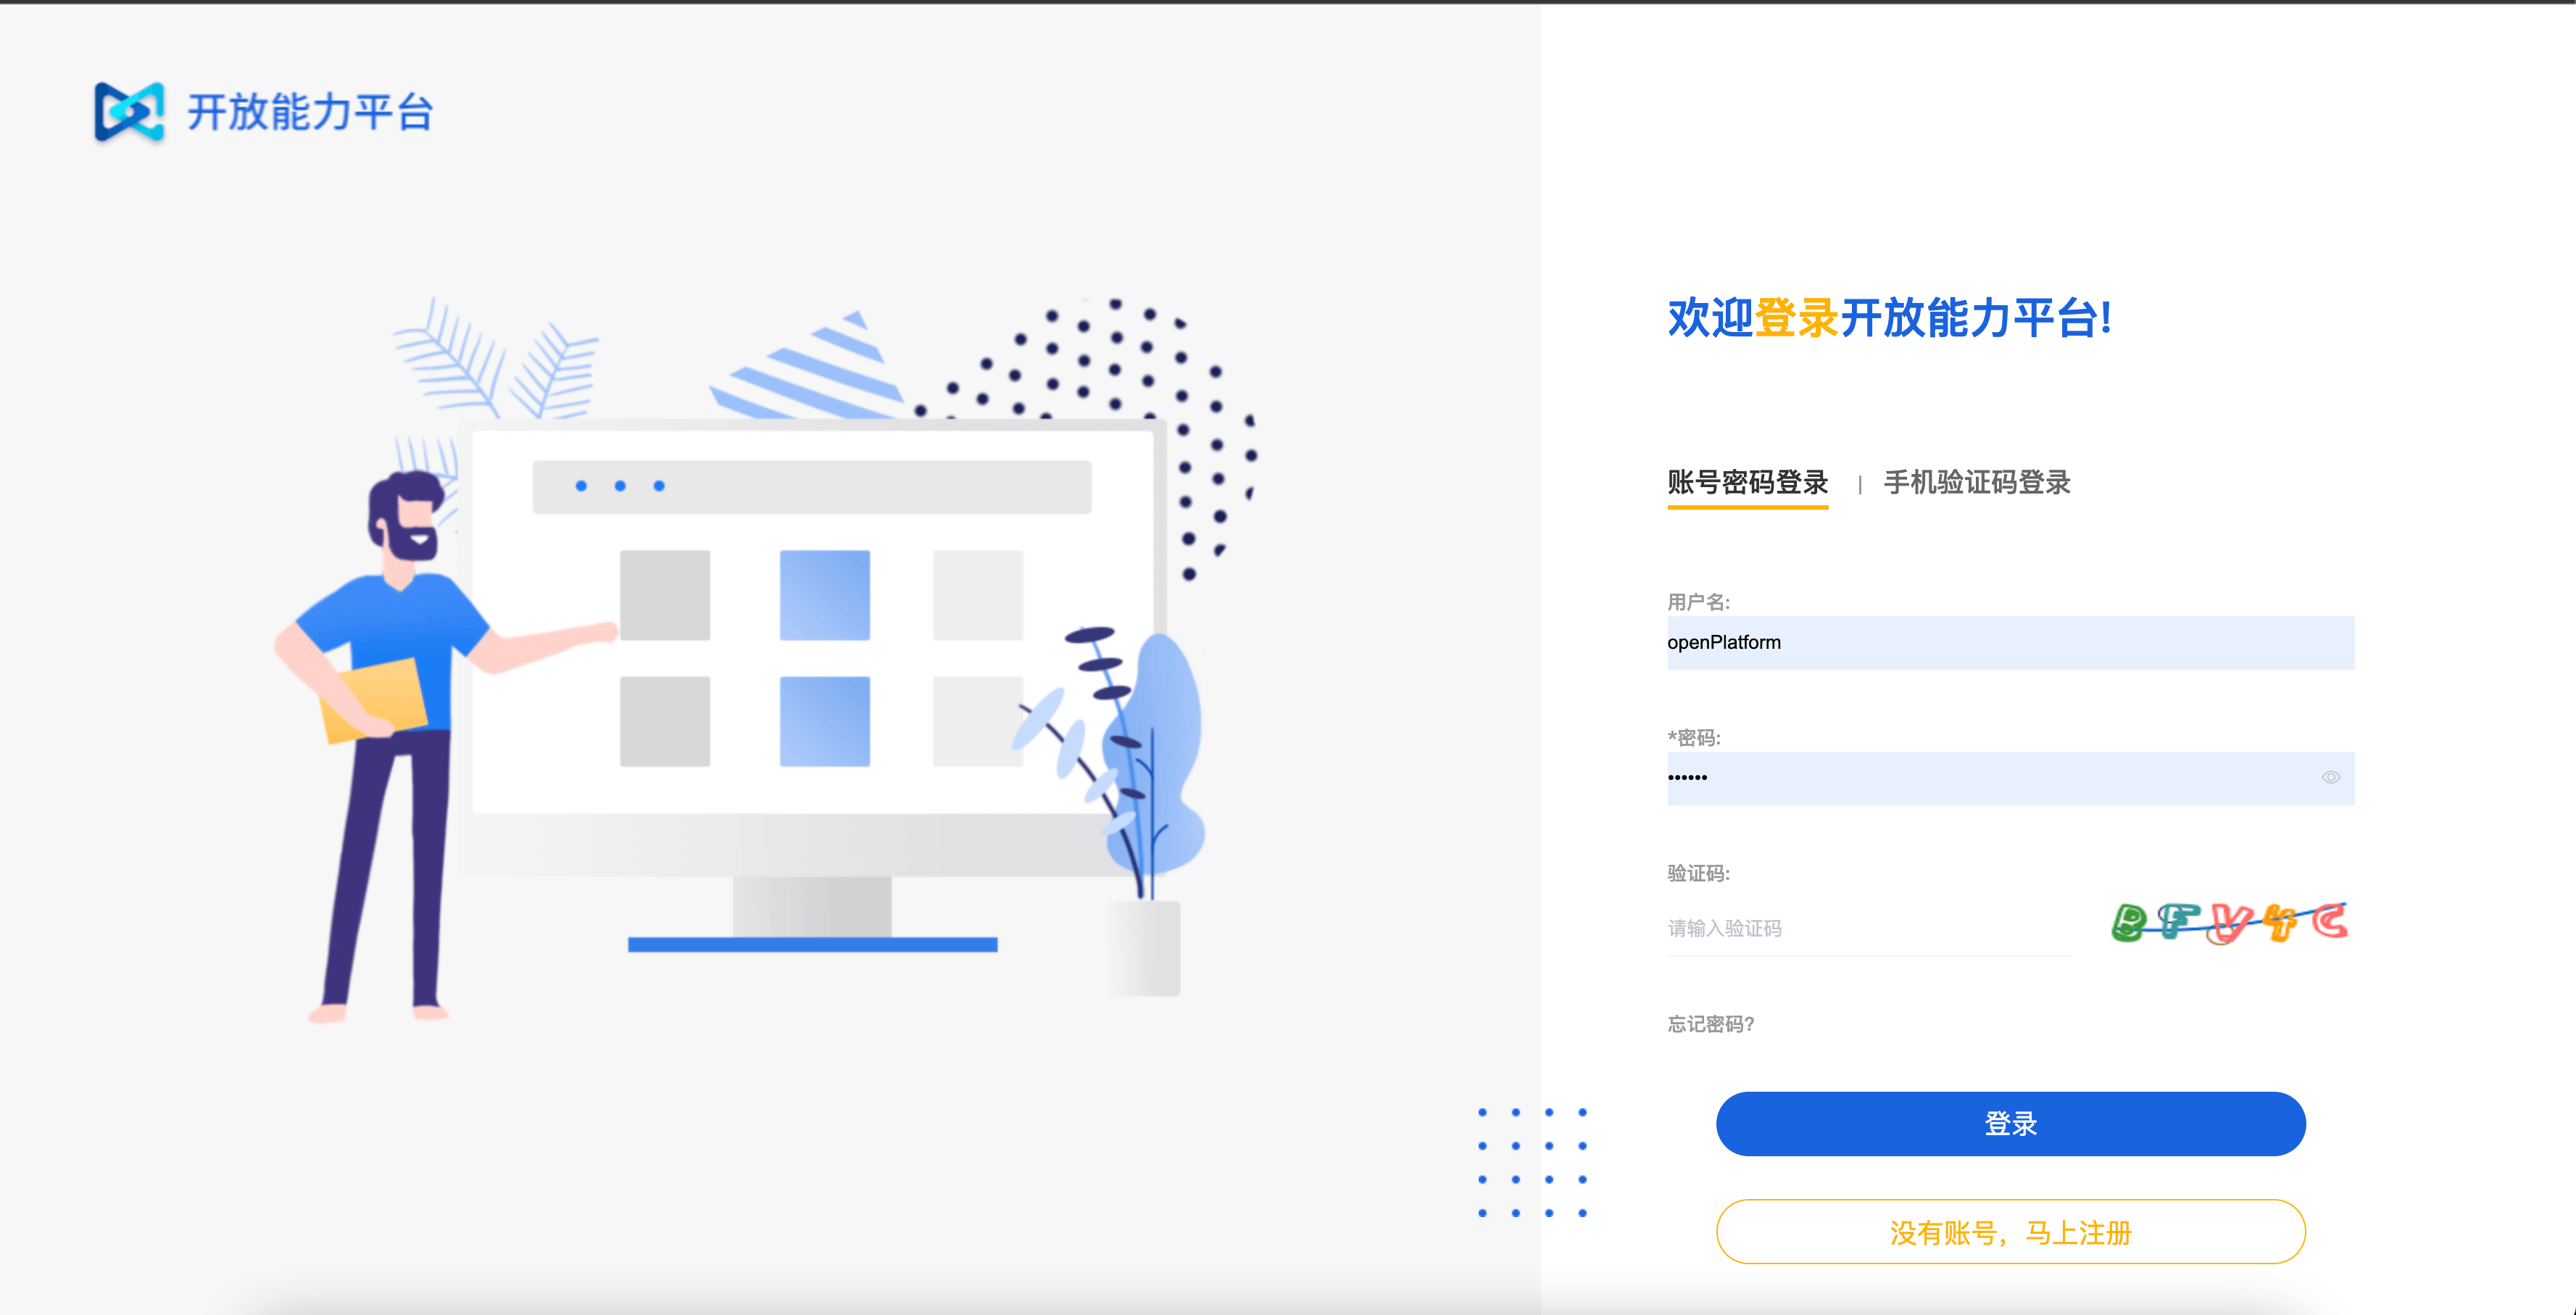 开放能力平台
欢迎登录开放能力平台!
账号密码登录 | 手机验证码登录
用户名:
openPlatform
*密码:
••••••
验证码:
请输入验证码
BFV4C
忘记密码?
登录
没有账号，马上注册